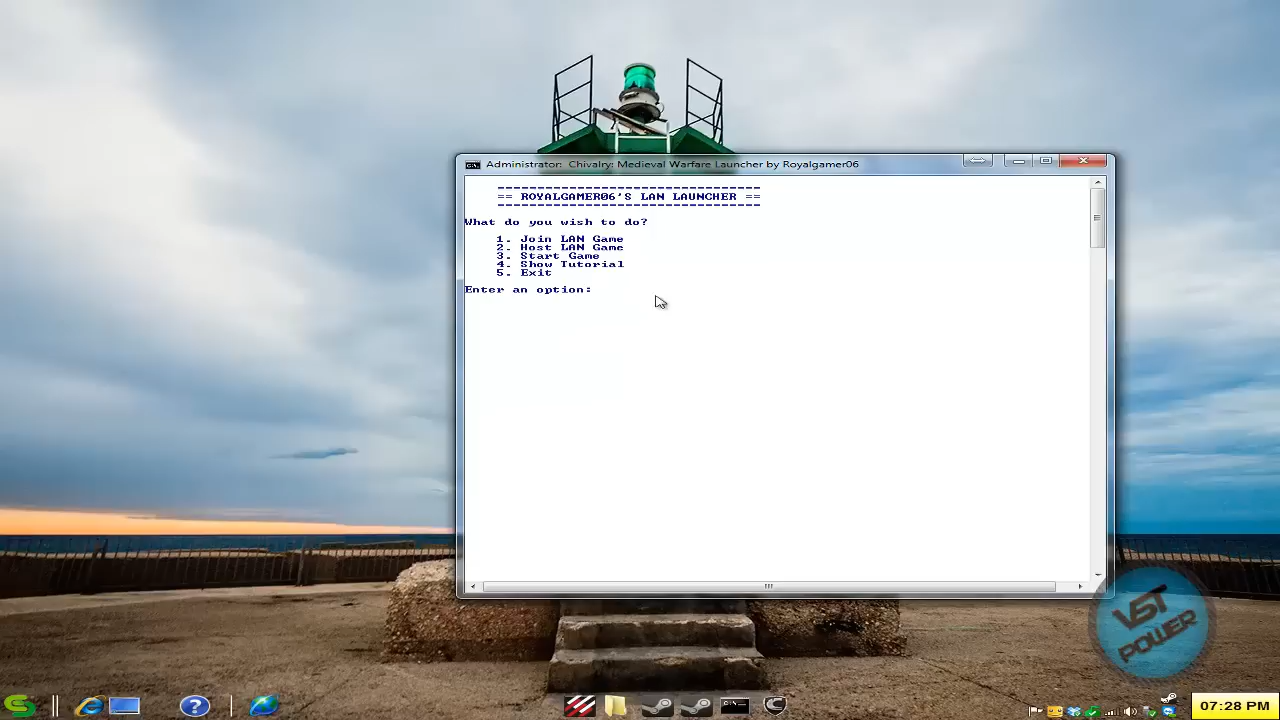 Administrator: Chivalry: Medieval Warfare Launcher by Royalgamer06
---------------------------------
== ROYALGAMER06'S LAN LAUNCHER ==
---------------------------------
What do you wish to do?
1. Join LAN Game
2. Host LAN Game
3. Start Game
4. Show Tutorial
5. Exit
Enter an option:
VST
POWER
07:28 PM